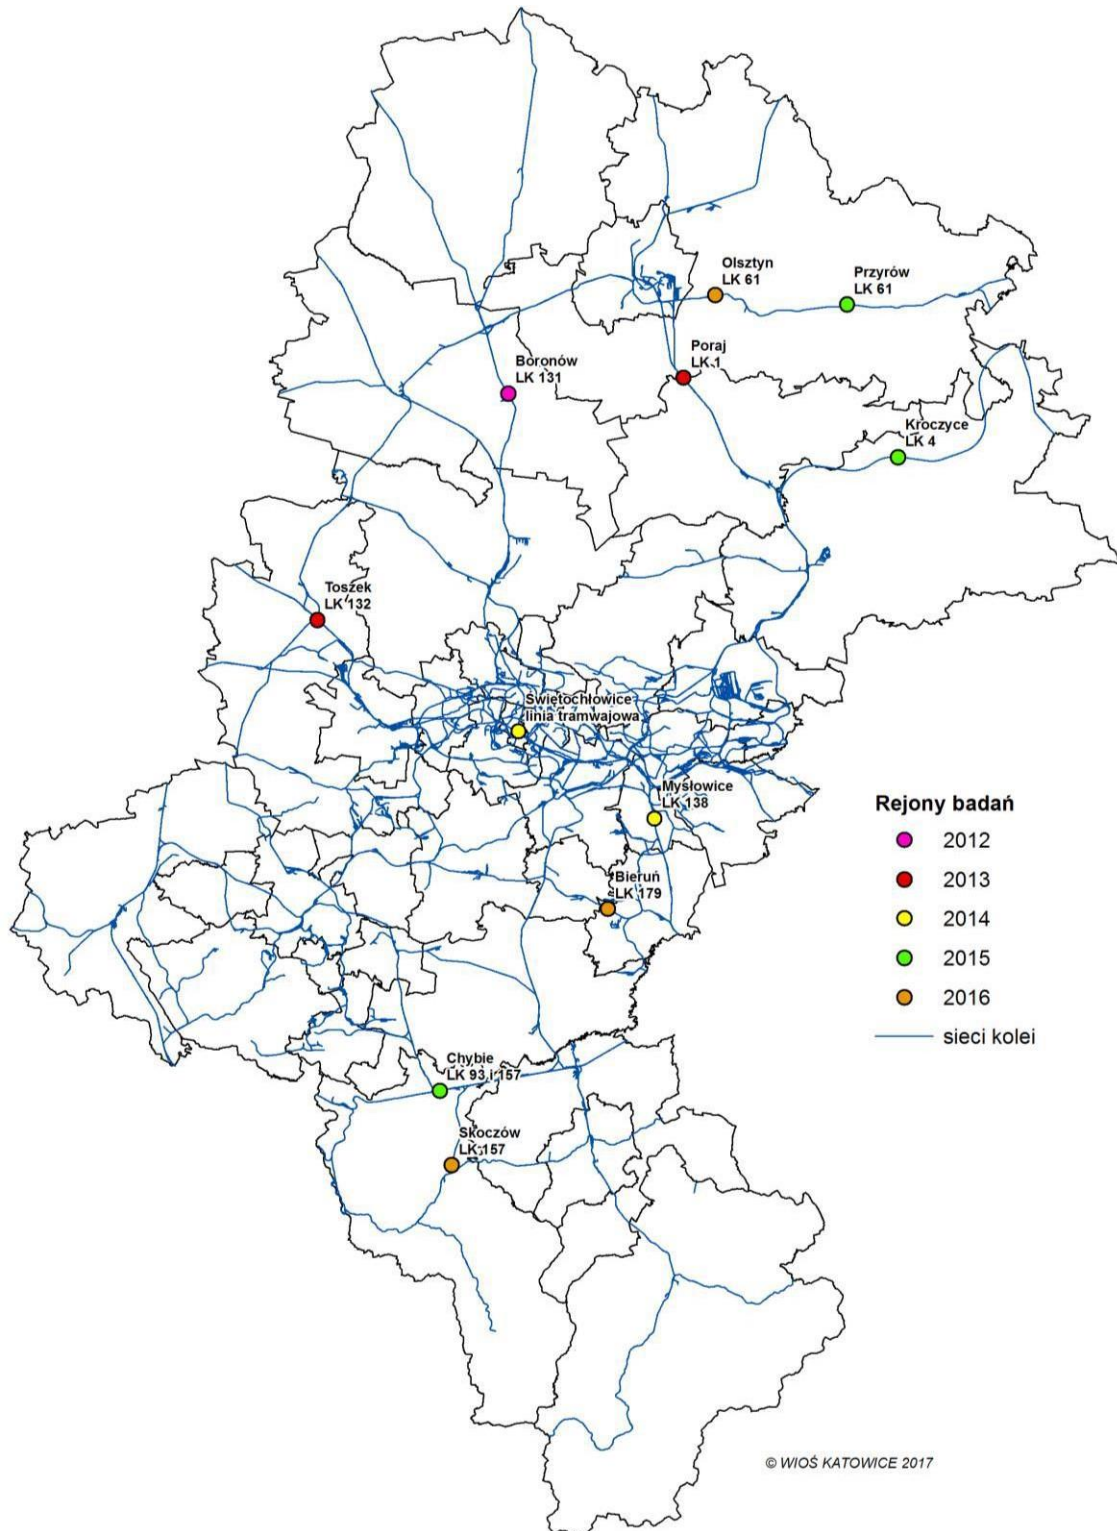 Olsztyn
LK 61
Przyrów
LK 61
Poraj
LK 1
Boronów
LK 131
Kroczyce
LK 4
Toszek
LK 132
Świętochłowice
linia tramwajowa
Mysłowice
LK 138
Bieruń
LK 179
Chybie
LK 93 i 157
Skoczów
LK 157
Rejony badań
2012
2013
2014
2015
2016
sieci kolei
© WIOŚ KATOWICE 2017